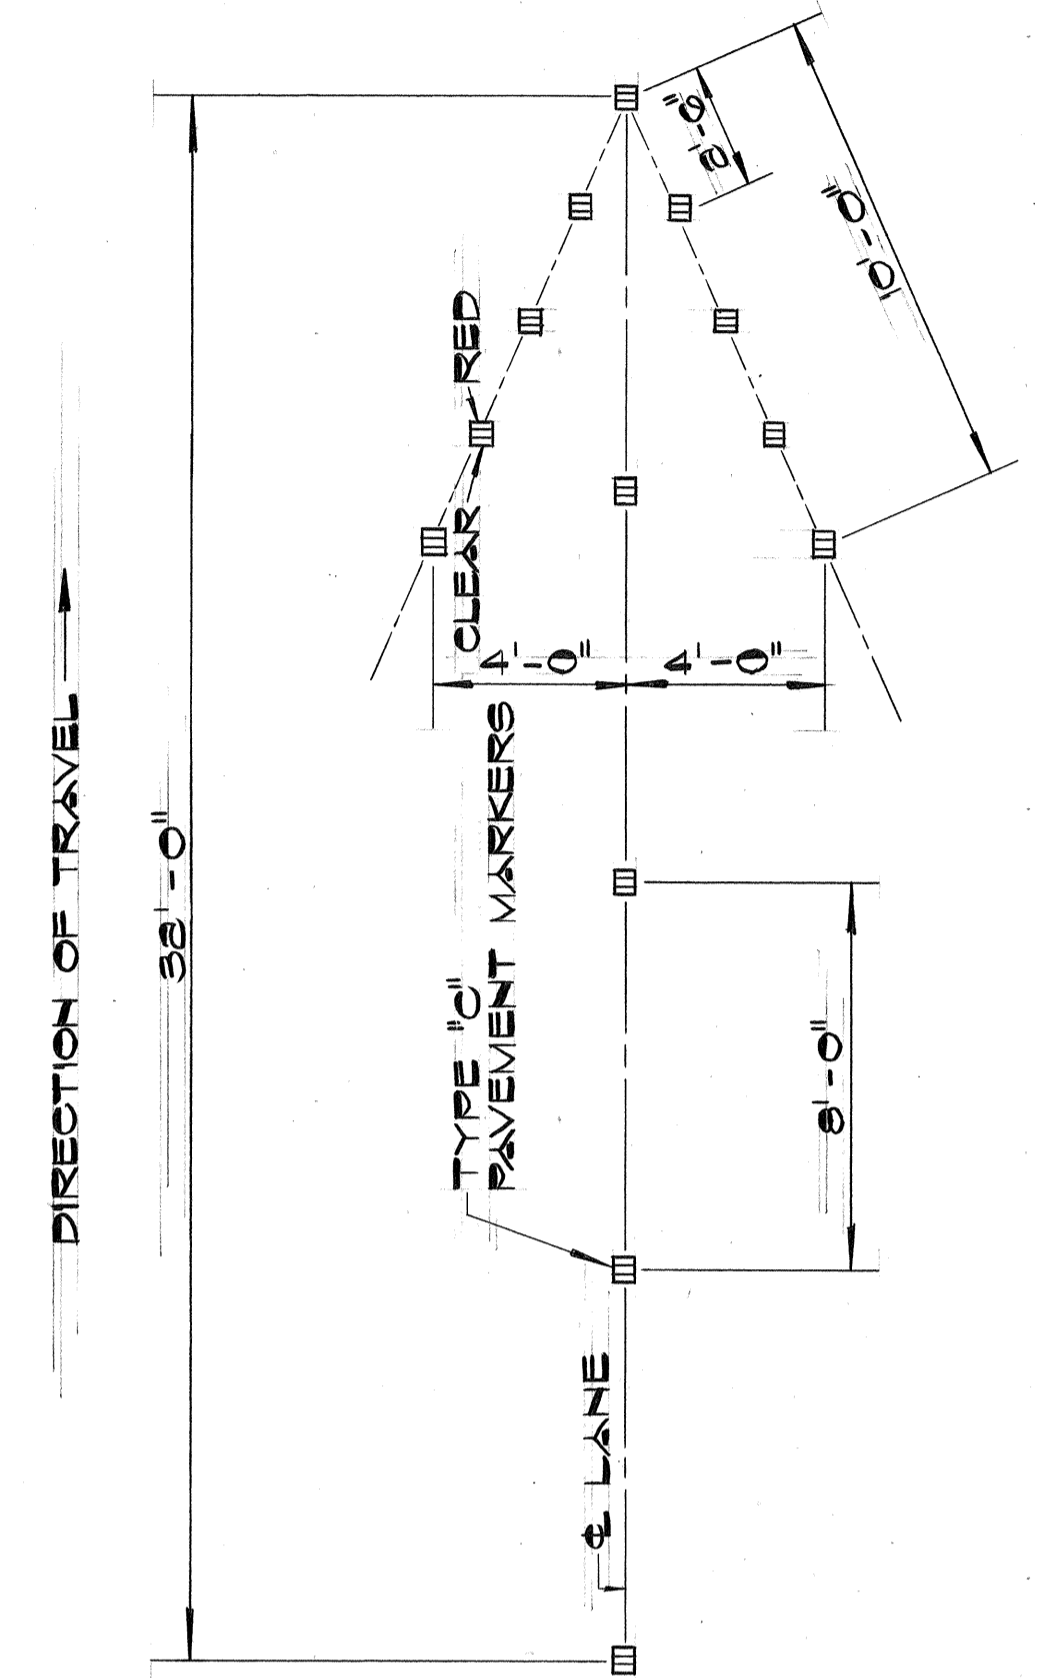 DIRECTION OF TRAVEL
32'-0"
TYPE "C"
PAVEMENT MARKERS
CLEAR
RED
℄ LANE
4'-0"
4'-0"
8'-0"
2'-6"
10'-0"